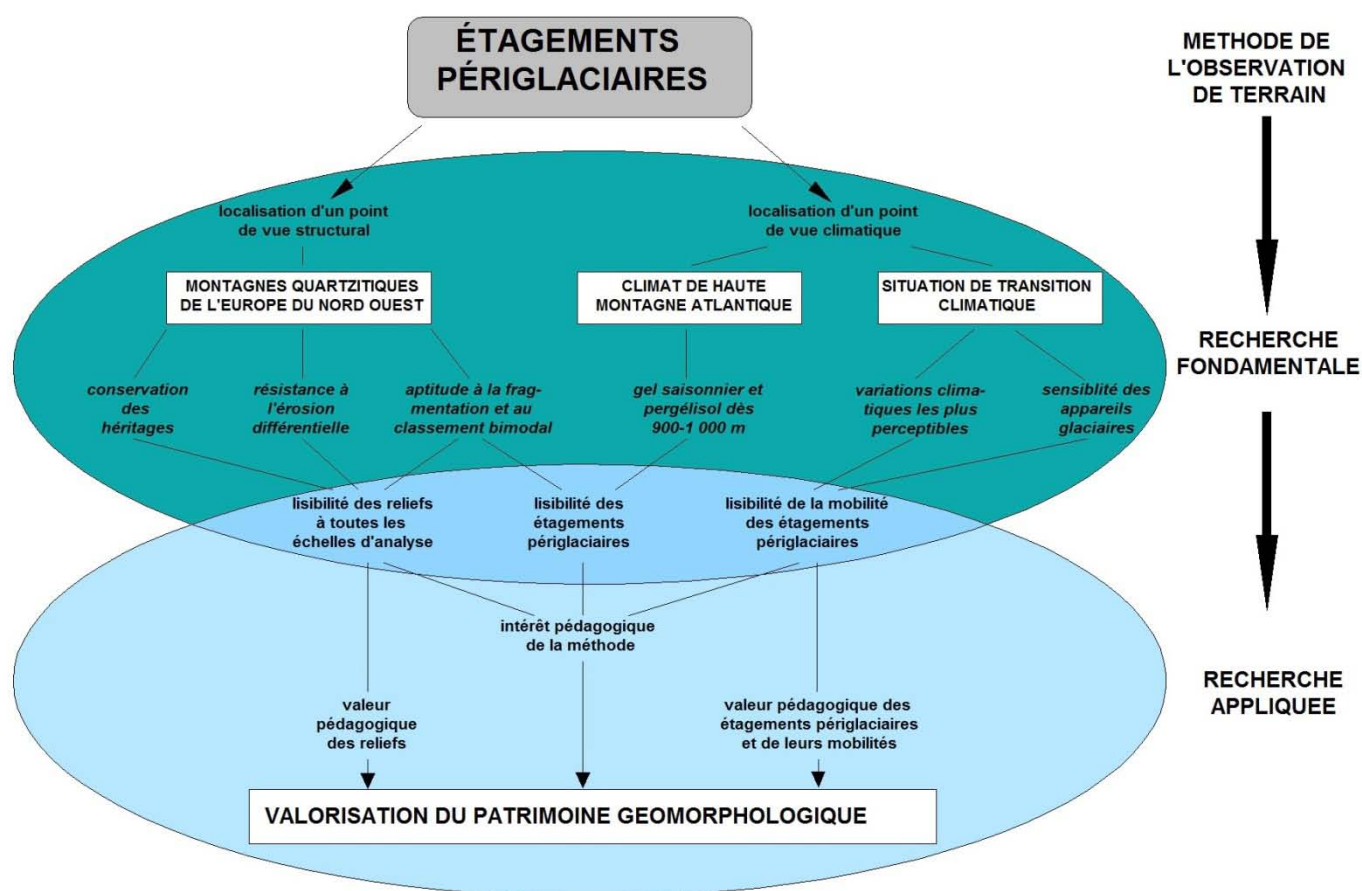 ÉTAGEMENTS
PÉRIGLACIAIRES
METHODE DE
L'OBSERVATION
DE TERRAIN
localisation d'un point
de vue structural
localisation d'un point
de vue climatique
MONTAGNES QUARTZITIQUES
DE L'EUROPE DU NORD OUEST
CLIMAT DE HAUTE
MONTAGNE ATLANTIQUE
SITUATION DE TRANSITION
CLIMATIQUE
RECHERCHE
FONDAMENTALE
conservation
des
héritages
résistance à
l'érosion
différentielle
aptitude à la frag-
mentation et au
classement bimodal
gel saisonnier et
pergélisol dès
900-1 000 m
variations clima-
tiques les plus
perceptibles
sensiblité des
appareils
glaciaires
lisibilité des reliefs
à toutes les
échelles d'analyse
lisibilité des
étagements
périglaciaires
lisibilité de la mobilité
des étagements
périglaciaires
intérêt pédagogique
de la méthode
valeur
pédagogique
des reliefs
valeur pédagogique des
étagements périglaciaires
et de leurs mobilités
RECHERCHE
APPLIQUEE
VALORISATION DU PATRIMOINE GEOMORPHOLOGIQUE